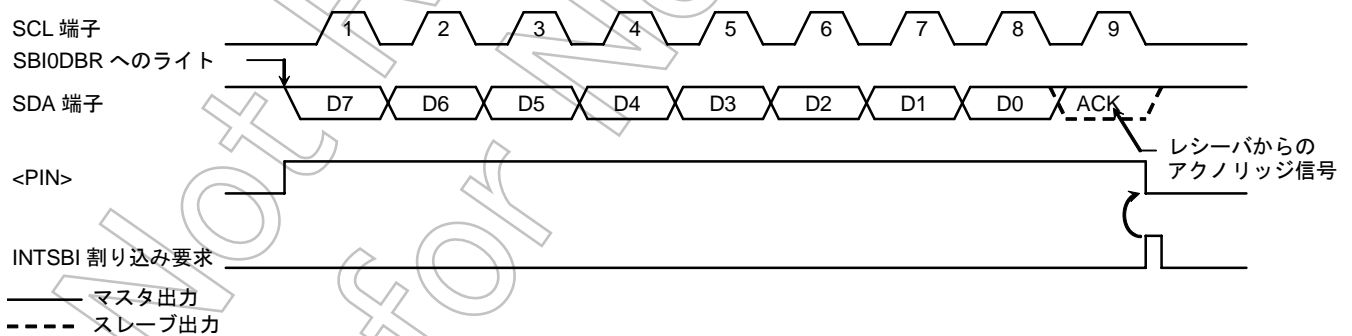 SCL 端子
1 2 3 4 5 6 7 8 9
SBI0DBR へのライト
SDA 端子
D7 D6 D5 D4 D3 D2 D1 D0 ACK
レシーバからの
アクノリッジ信号
<PIN>
INTSBI 割り込み要求
マスタ出力
スレーブ出力
Not R
for N